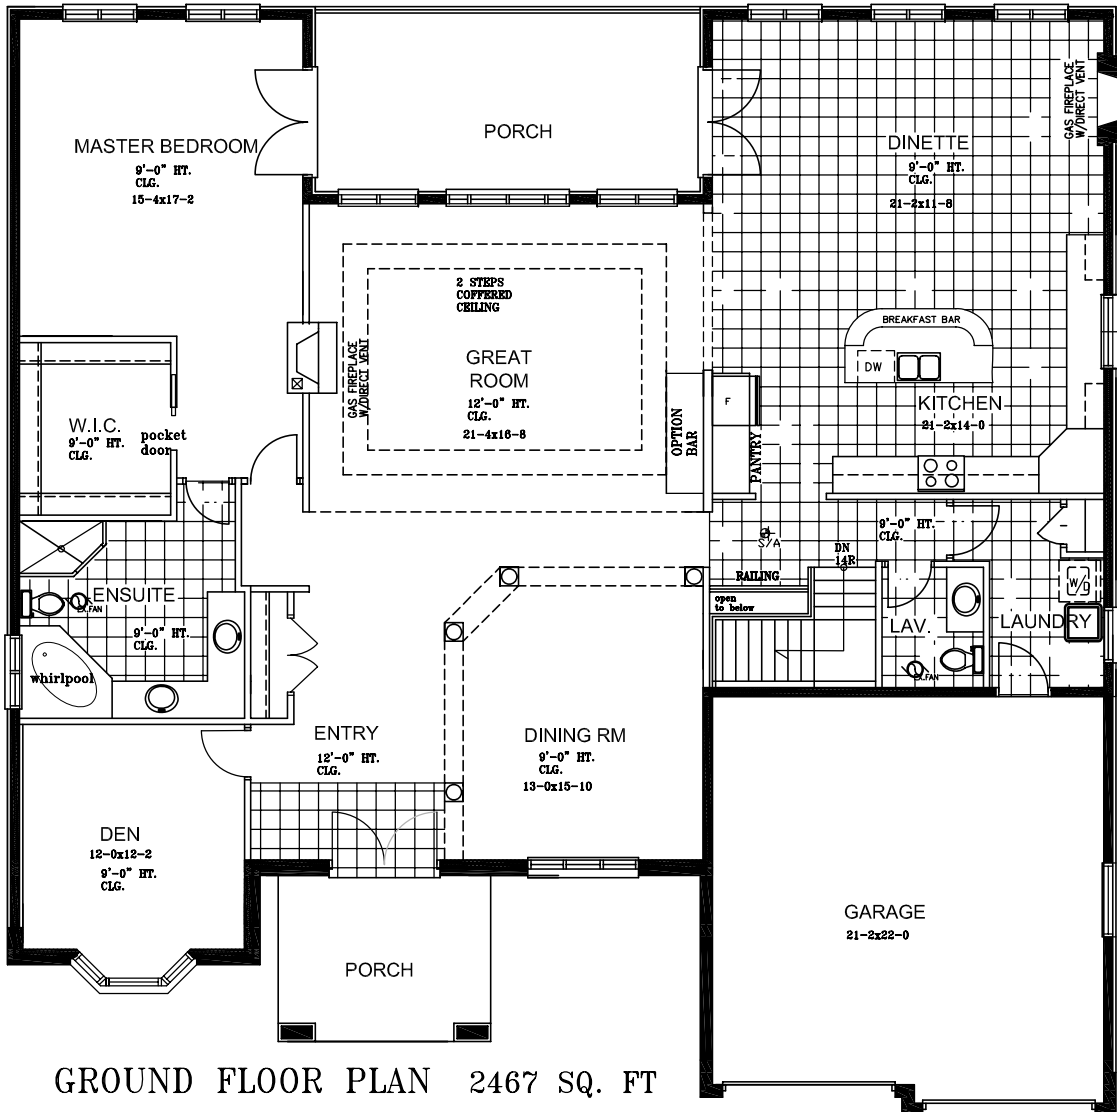 MASTER BEDROOM
9'-0" HT.
CLG.
15-4x17-2
PORCH
GAS FIREPLACE
W/DIRECT VENT
DINETTE
9'-0" HT.
CLG.
21-2x11-8
2 STEPS
COFFERED
CEILING
GREAT
ROOM
12'-0" HT.
CLG.
21-4x16-8
GAS FIREPLACE
W/DIRECT VENT
BREAKFAST BAR
DW
KITCHEN
21-2x14-0
F
OPTION
BAR
PANTRY
W.I.C.
9'-0" HT.
CLG.
pocket
door
9'-0" HT.
CLG.
S/A
DN
14R
RAILING
open
to below
W/D
LAV.
LAUNDRY
EX.FAN
ENSUITE
EX.FAN
9'-0" HT.
CLG.
whirlpool
ENTRY
12'-0" HT.
CLG.
DINING RM
9'-0" HT.
CLG.
13-0x15-10
DEN
12-0x12-2
9'-0" HT.
CLG.
GARAGE
21-2x22-0
PORCH
GROUND FLOOR PLAN 2467 SQ. FT